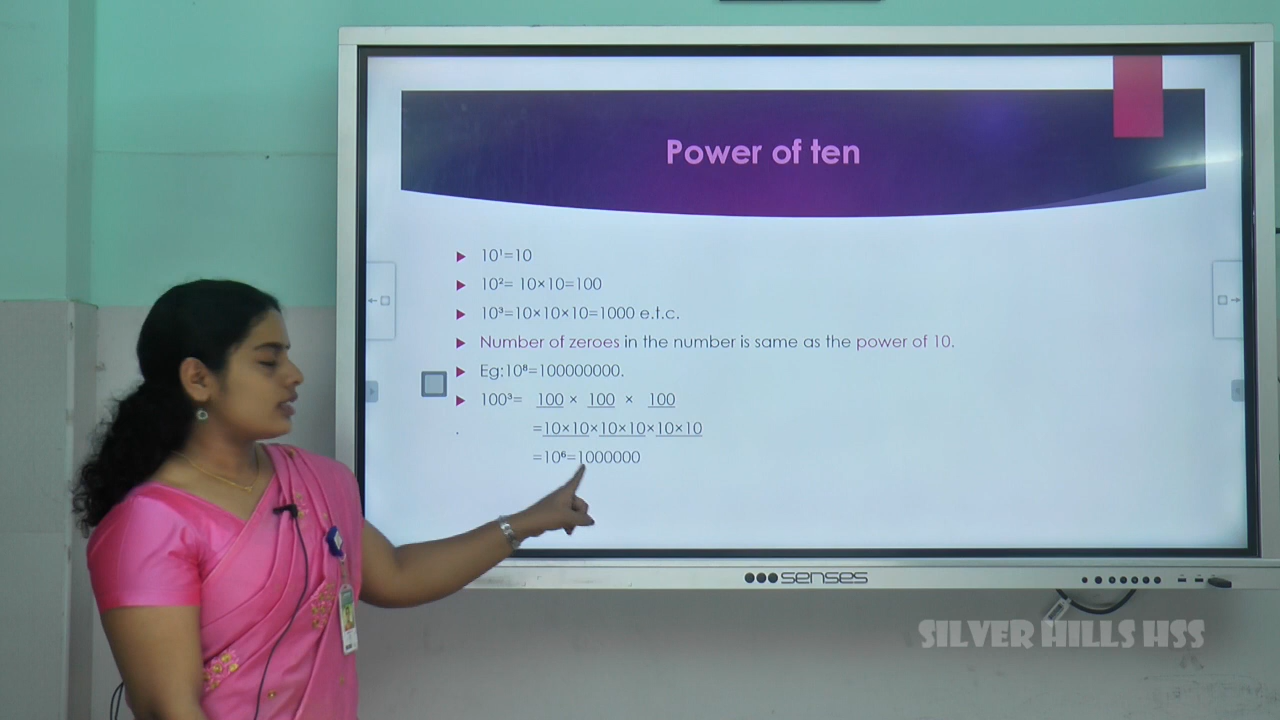 Power of ten
10¹=10
10²= 10×10=100
10³=10×10×10=1000 e.t.c.
Number of zeroes in the number is same as the power of 10.
Eg:10⁸=100000000.
100³= 100 × 100 × 100
. =10×10×10×10×10×10
=10⁶=1000000
senses
SILVER HILLS HSS